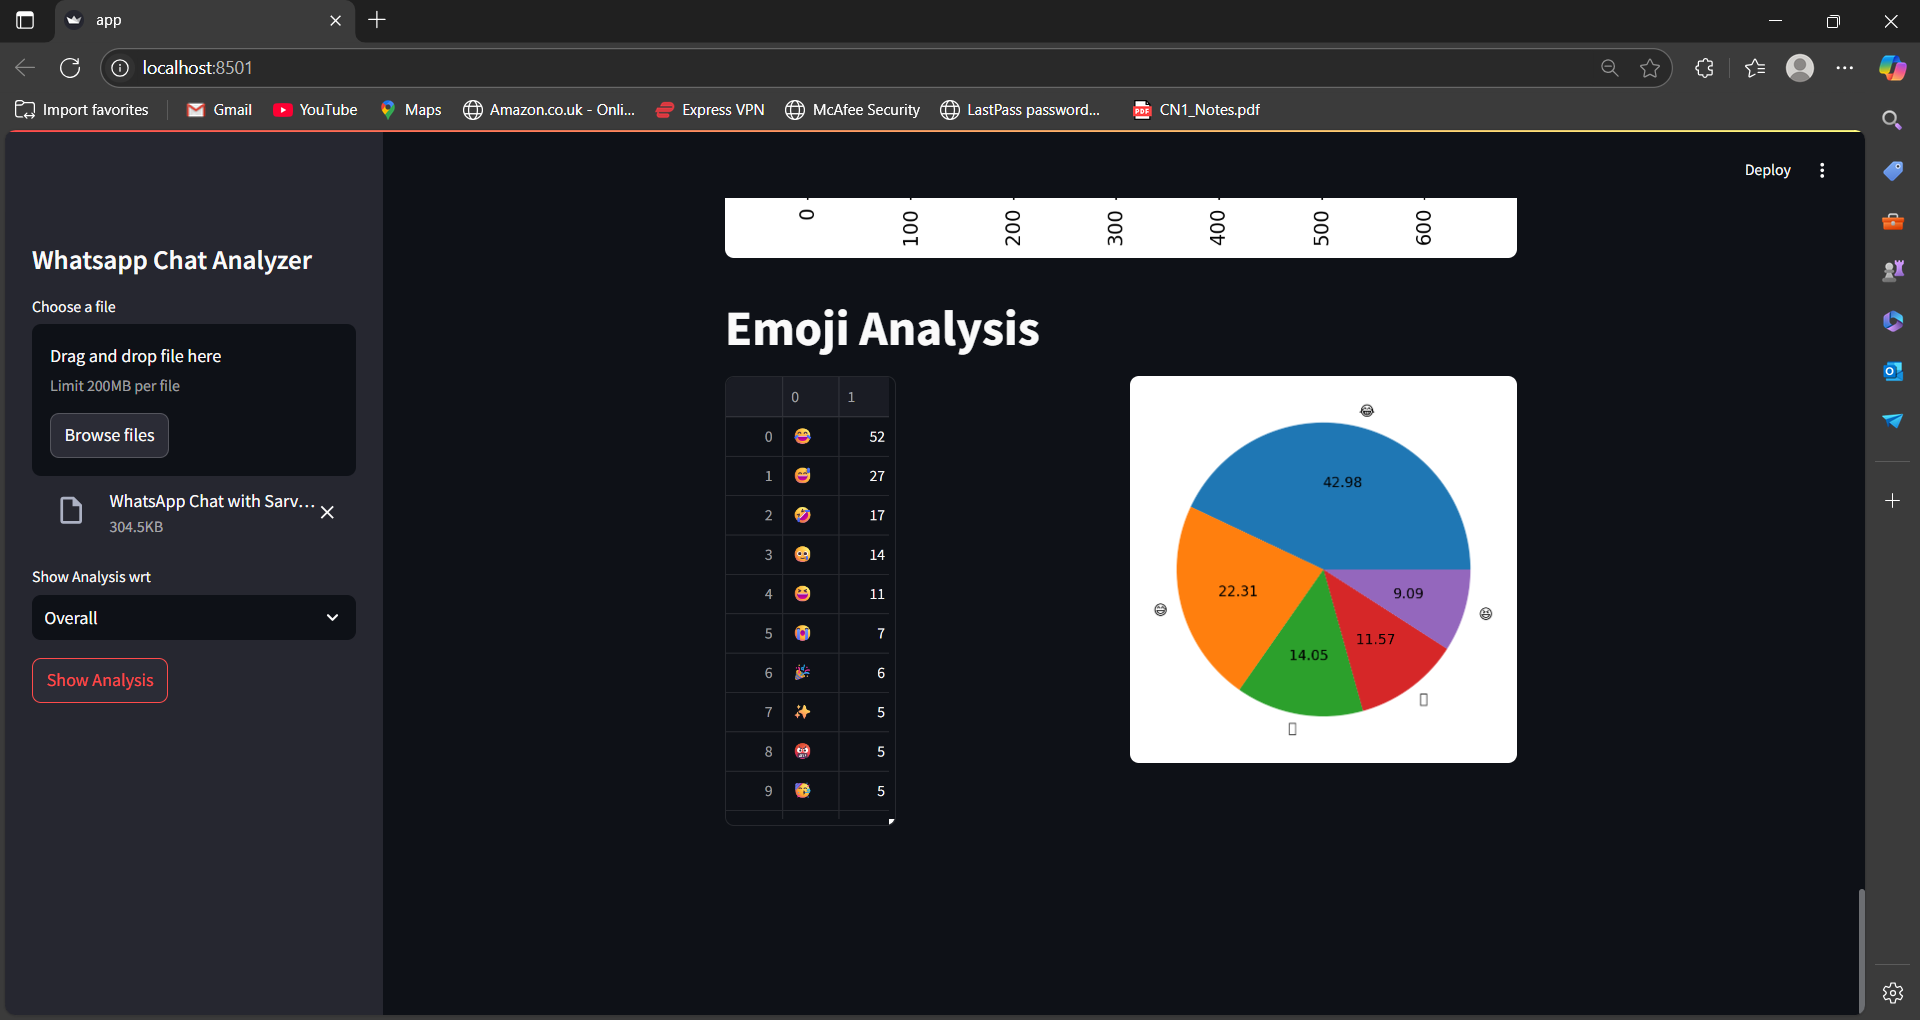 app
localhost:8501
Import favorites
Gmail
YouTube
Maps
Amazon.co.uk - Onli...
Express VPN
McAfee Security
LastPass password...
CN1_Notes.pdf
Deploy
Whatsapp Chat Analyzer
Choose a file
Drag and drop file here
Limit 200MB per file
Browse files
WhatsApp Chat with Sarv...
304.5KB
Show Analysis wrt
Overall
Show Analysis
0 100 200 300 400 500 600
Emoji Analysis
0 1
0 😂 52
1 😅 27
2 🤣 17
3 🥲 14
4 😆 11
5 😭 7
6 🎉 6
7 ✨ 5
8 👹 5
9 🥳 5
😂
42.98
22.31
😅
14.05
11.57
9.09
😆